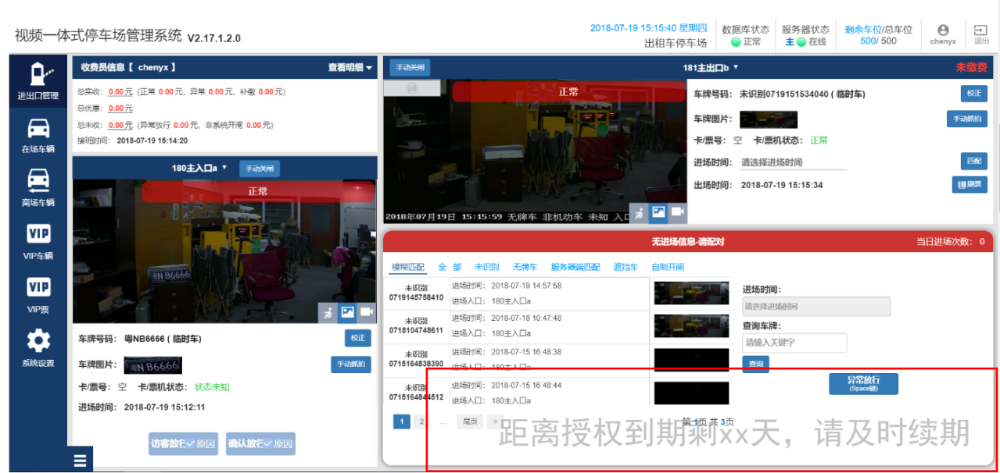 视频一体式停车场管理系统 V2.17.1.2.0
2018-07-19 15:15:40 星期四
出租车停车场
数据库状态
正常
服务器状态
主 在线
剩余车位/总车位
500/ 500
chenyx
退出
进出口管理
在场车辆
离场车辆
VIP
VIP车辆
VIP
VIP票
系统设置
收费员信息【 chenyx 】
查看明细
总实收: 0.00元 (正常 0.00元, 异常 0.00元, 补缴 0.00元)
总优惠: 0.00元
总未收: 0.00元 (异常放行 0.00元, 非系统开闸 0.00元)
接班时间: 2018-07-19 15:14:20
180主入口a
手动关闸
正常
粤N B6666
车牌号码: 粤NB6666 ( 临时车)
校正
车牌图片:
N B6666
手动抓拍
卡/票号: 空 卡/票机状态: 状态未知
进场时间: 2018-07-19 15:12:11
访客放行 原因
确认放行 原因
手动关闸
181主出口b
未缴费
正常
2018年07月19日 15:15:59 无牌车 非机动车 未知 入口
车牌号码: 未识别0719151534040 ( 临时车)
校正
车牌图片:
手动抓拍
卡/票号: 空 卡/票机状态: 正常
进场时间: 请选择进场时间
匹配
出场时间: 2018-07-19 15:15:34
刷票
无进场信息-请配对
当日进场次数: 0
模糊匹配 全 部 未识别 无牌车 服务器端匹配 遮挡车 自助开闸
未识别
0719145758410
进场时间: 2018-07-19 14:57:58
进场入口: 180主入口a
未识别
0718104748611
进场时间: 2018-07-18 10:47:48
进场入口: 180主入口a
未识别
0715164838390
进场时间: 2018-07-15 16:48:38
进场入口: 180主入口a
未识别
0715164844512
进场时间: 2018-07-15 16:48:44
进场入口: 180主入口a
进场时间:
请选择进场时间
查询车牌:
请输入关键字
查询
异常放行
(Space键)
1 2 ... 尾页 >
第 1页 共 3页
距离授权到期剩xx天，请及时续期